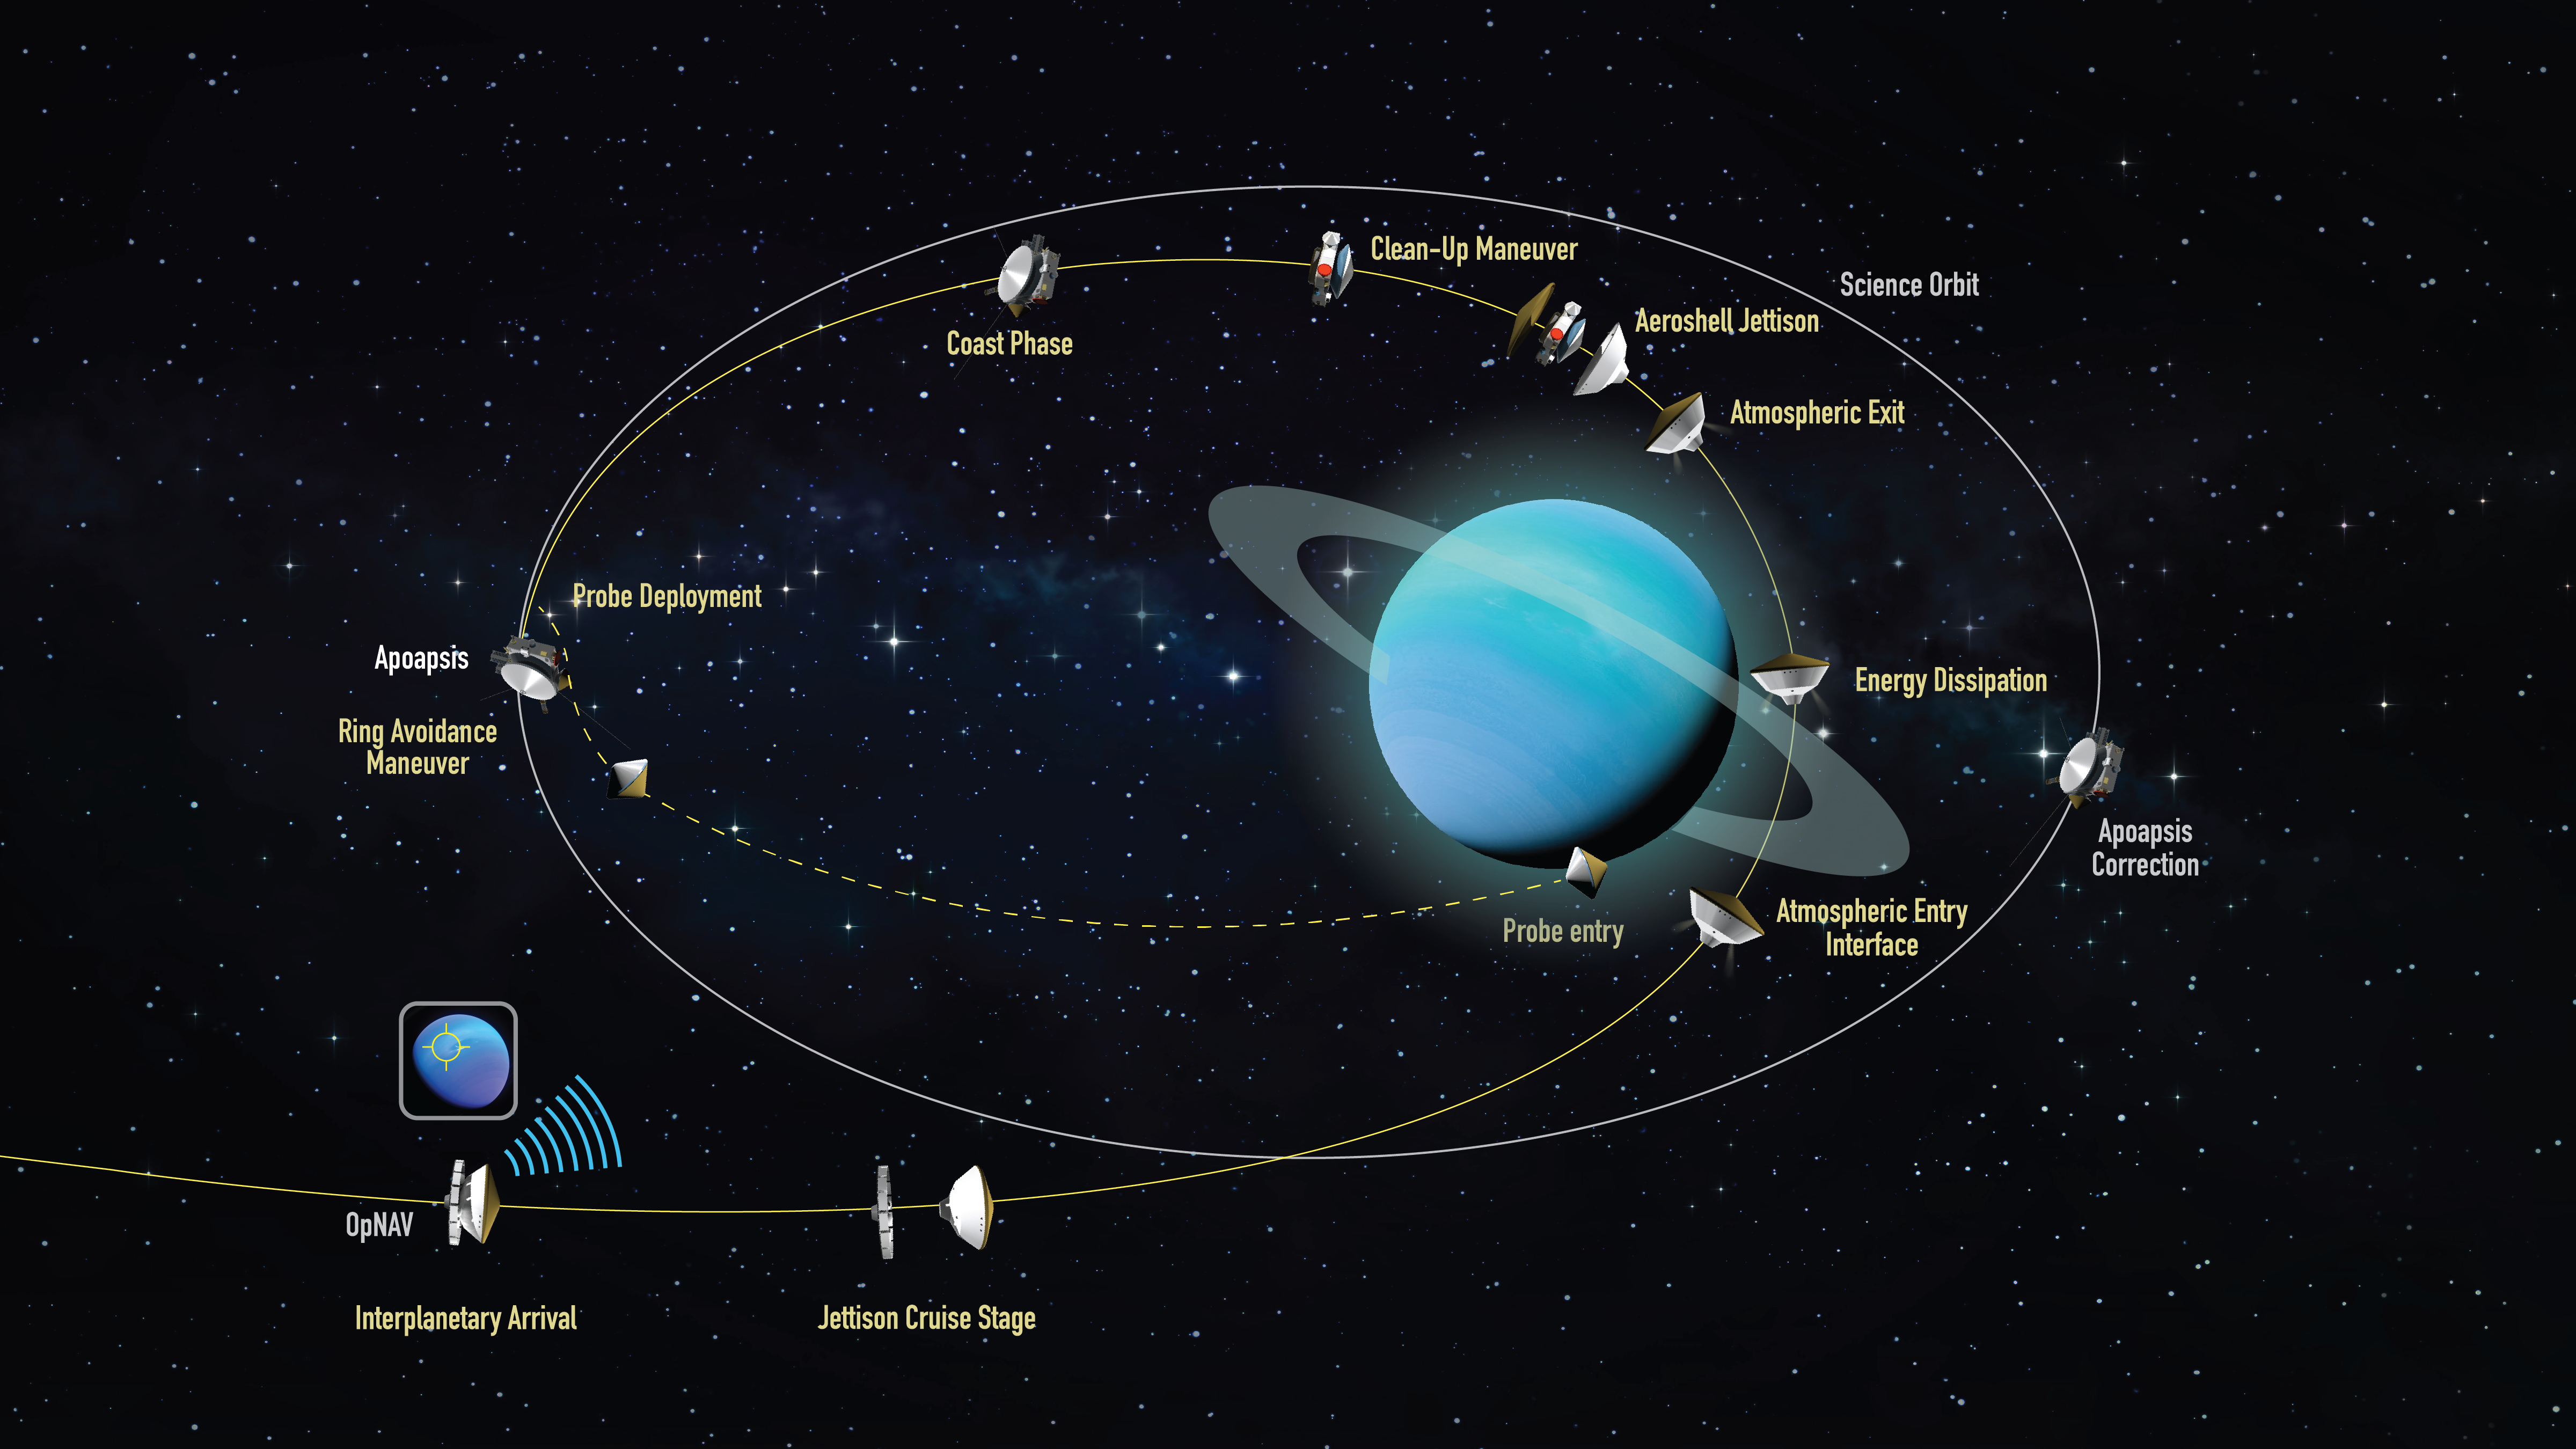 Clean-Up Maneuver
Science Orbit
Aeroshell Jettison
Coast Phase
Atmospheric Exit
Probe Deployment
Apoapsis
Energy Dissipation
Ring Avoidance
Maneuver
Apoapsis
Correction
Atmospheric Entry
Interface
Probe entry
OpNAV
Interplanetary Arrival
Jettison Cruise Stage